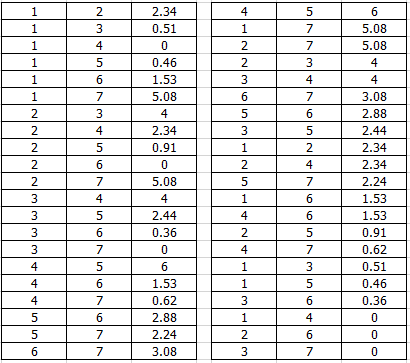 1 2 2.34 4 5 6
1 3 0.51 1 7 5.08
1 4 0 2 7 5.08
1 5 0.46 2 3 4
1 6 1.53 3 4 4
1 7 5.08 6 7 3.08
2 3 4 5 6 2.88
2 4 2.34 3 5 2.44
2 5 0.91 1 2 2.34
2 6 0 2 4 2.34
2 7 5.08 5 7 2.24
3 4 4 1 6 1.53
3 5 2.44 4 6 1.53
3 6 0.36 2 5 0.91
3 7 0 4 7 0.62
4 5 6 1 3 0.51
4 6 1.53 1 5 0.46
4 7 0.62 3 6 0.36
5 6 2.88 1 4 0
5 7 2.24 2 6 0
6 7 3.08 3 7 0